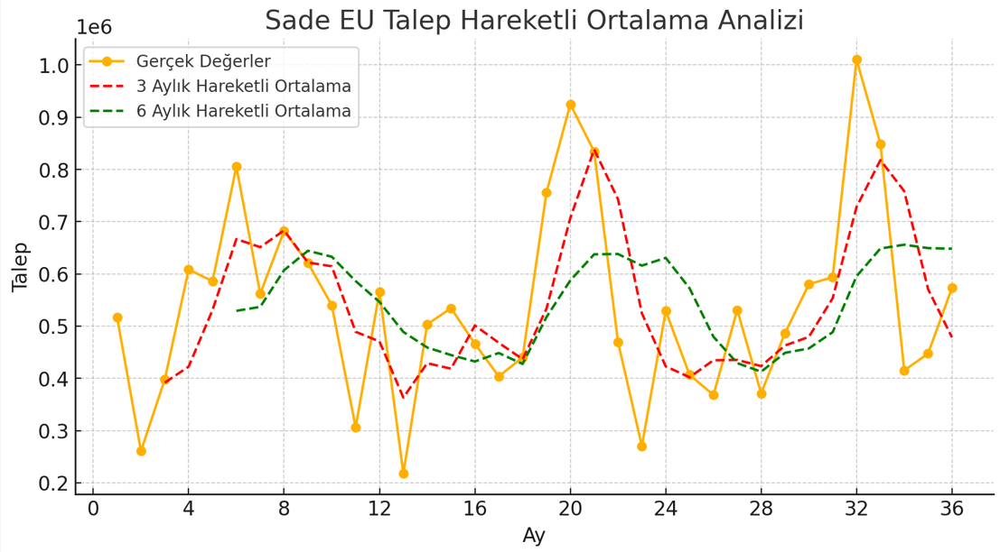 Sade EU Talep Hareketli Ortalama Analizi
1e6
Gerçek Değerler
3 Aylık Hareketli Ortalama
6 Aylık Hareketli Ortalama
1.0
0.9
0.8
0.7
0.6
0.5
0.4
0.3
0.2
Talep
0 4 8 12 16 20 24 28 32 36
Ay